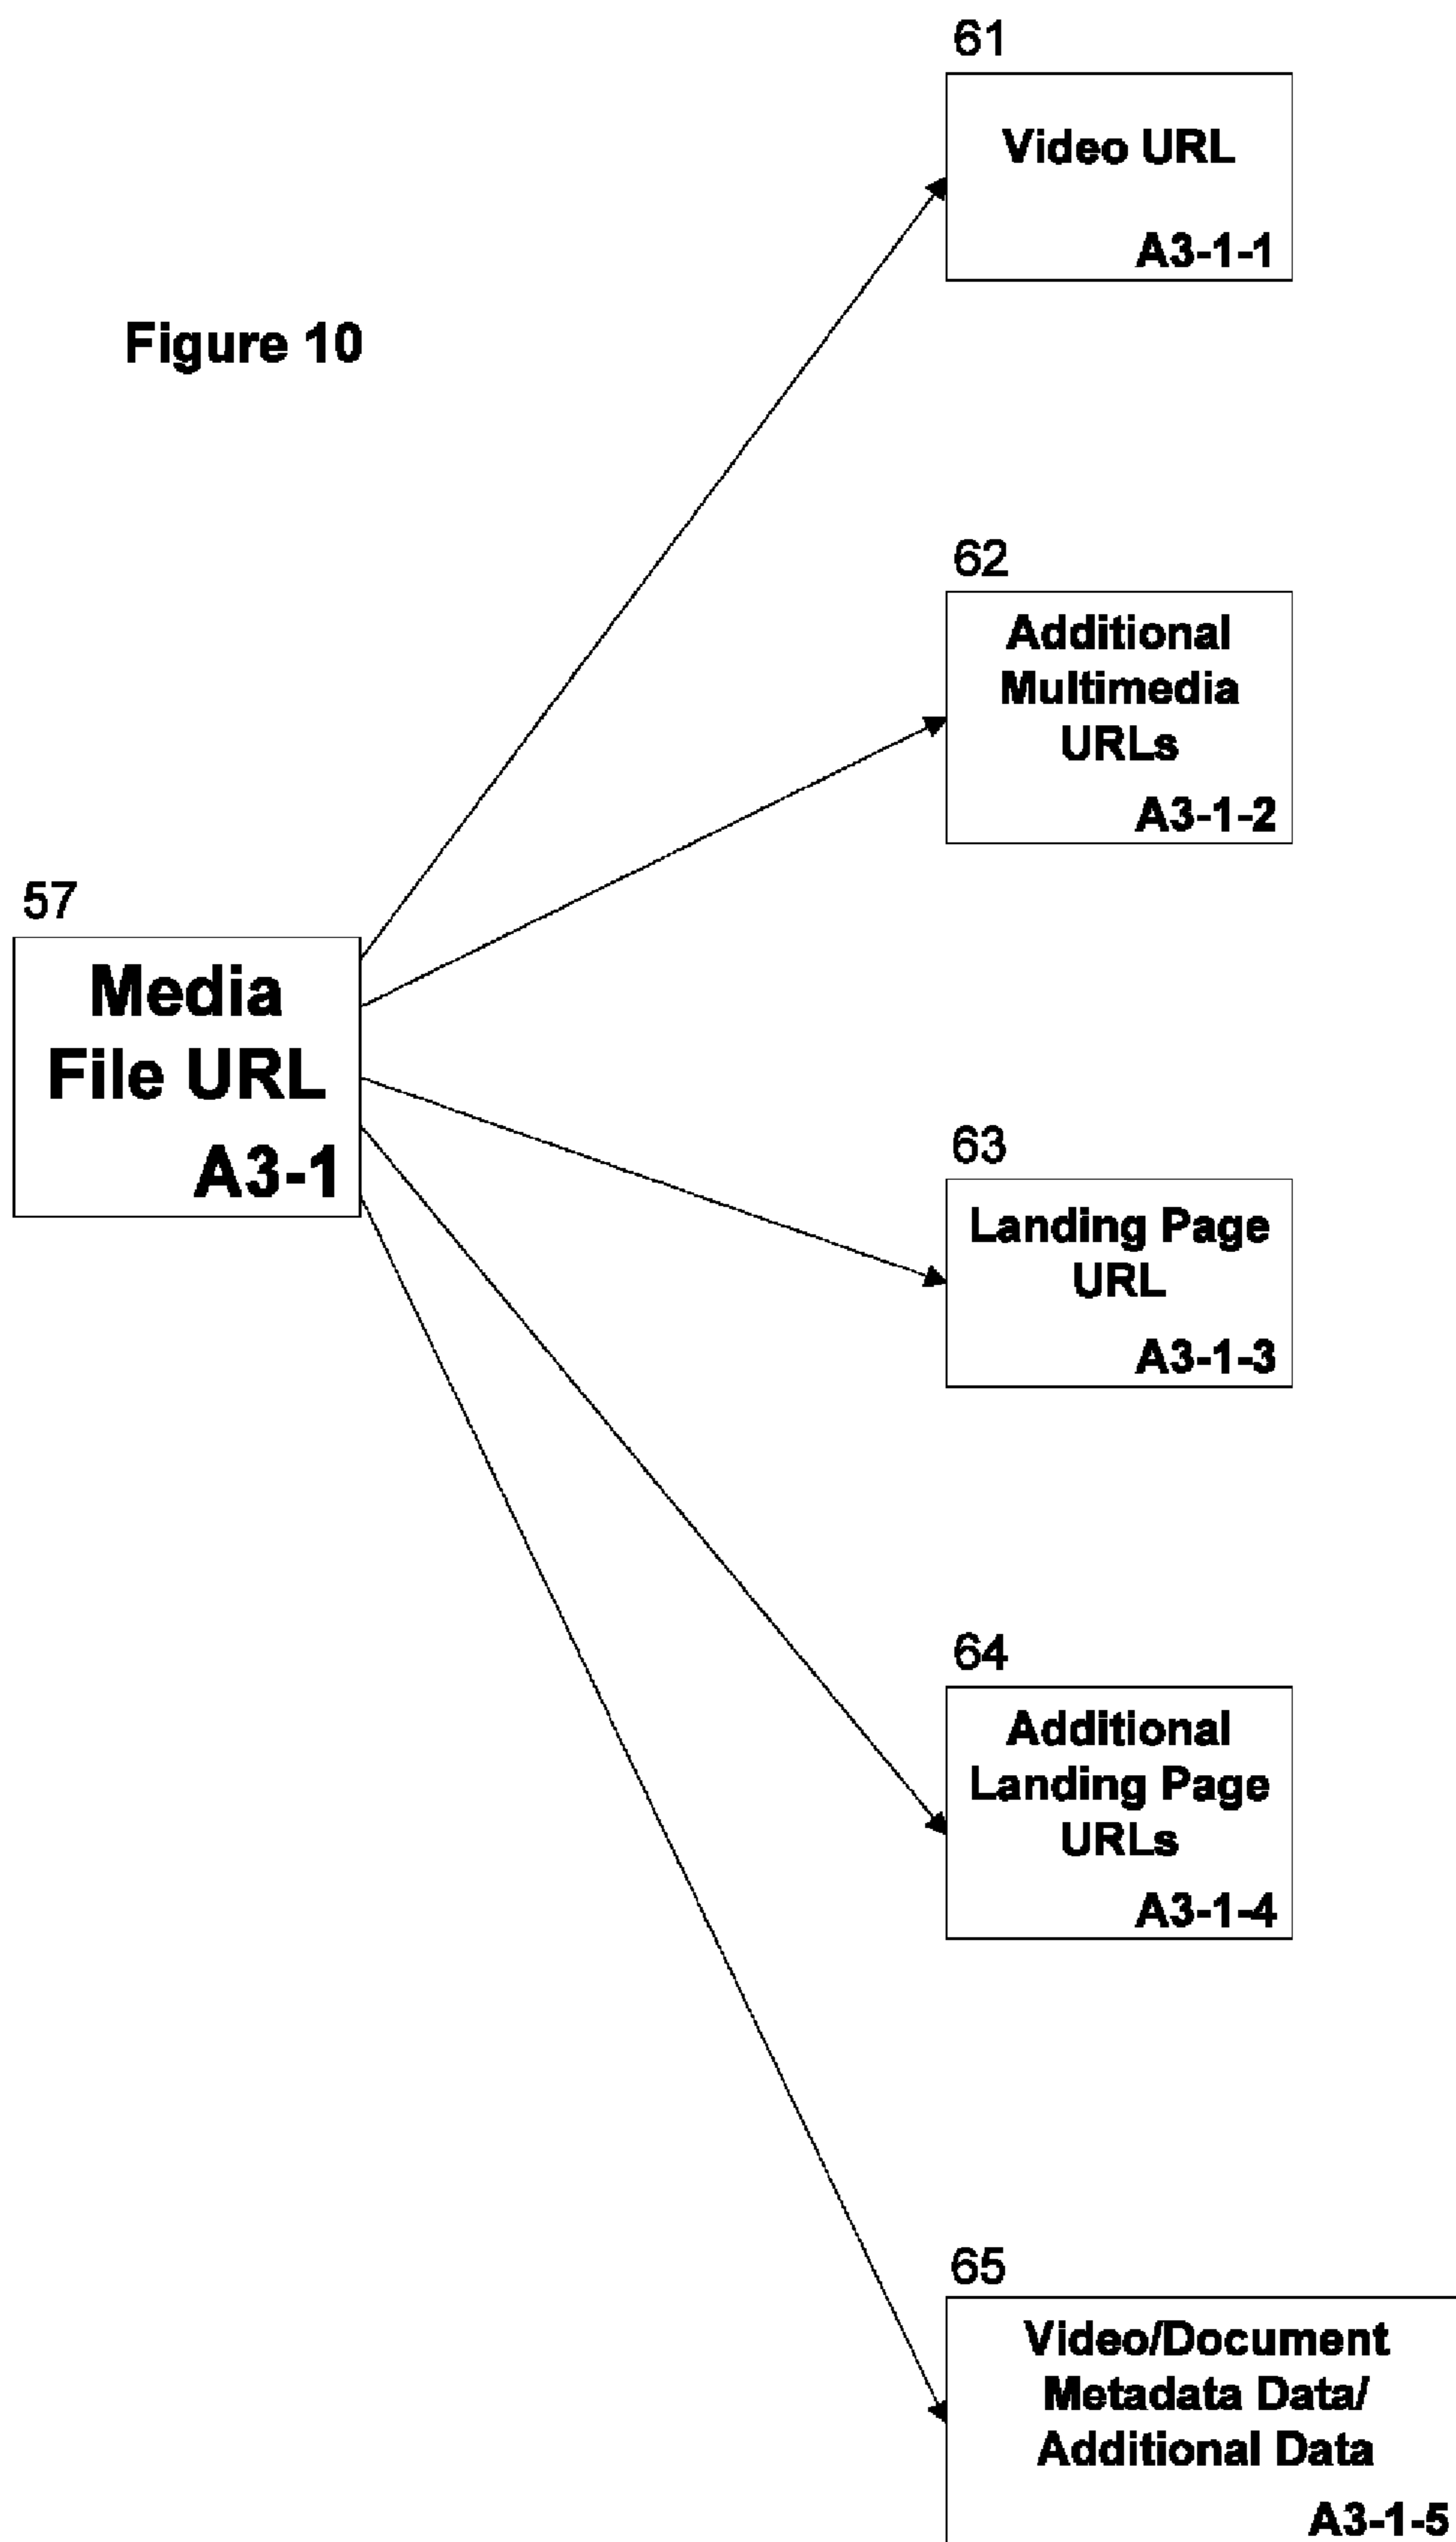 61
Video URL
A3-1-1
Figure 10
62
Additional
Multimedia
URLs
A3-1-2
57
Media
File URL
A3-1
63
Landing Page
URL
A3-1-3
64
Additional
Landing Page
URLs
A3-1-4
65
Video/Document
Metadata Data/
Additional Data
A3-1-5